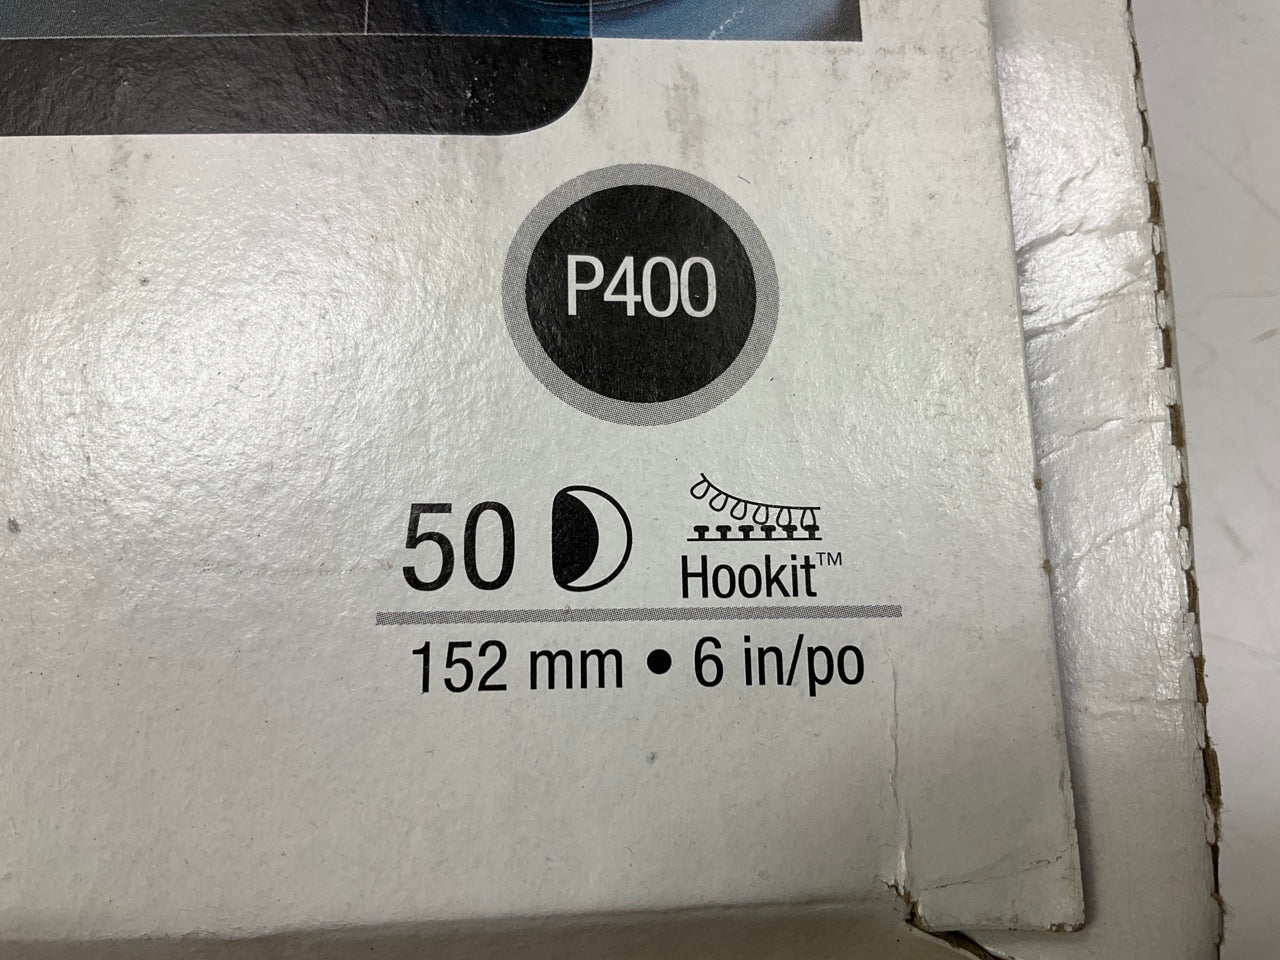 P400
50 Hookit™
152 mm • 6 in/po